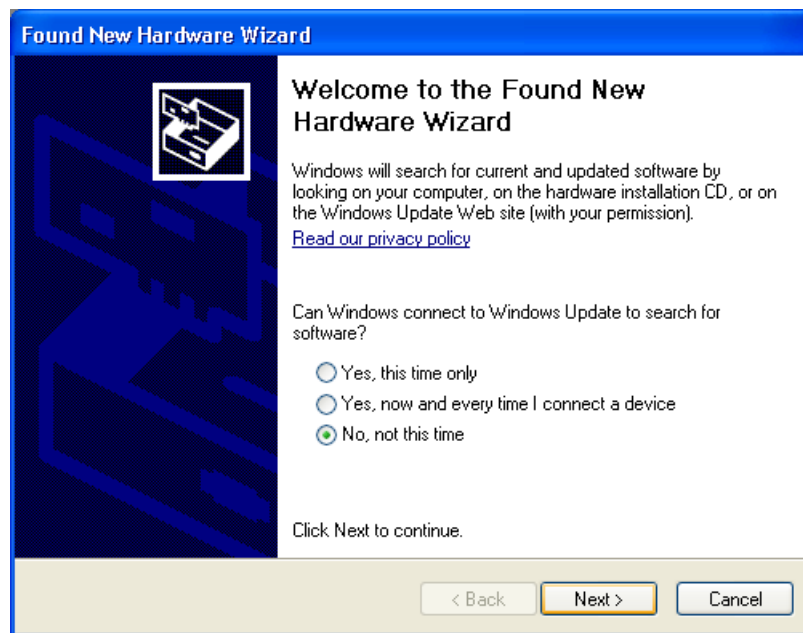 Found New Hardware Wizard
Welcome to the Found New
Hardware Wizard
Windows will search for current and updated software by
looking on your computer, on the hardware installation CD, or on
the Windows Update Web site (with your permission).
Read our privacy policy
Can Windows connect to Windows Update to search for
software?
Yes, this time only
Yes, now and every time I connect a device
No, not this time
Click Next to continue.
< Back Next > Cancel